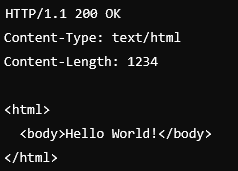 HTTP/1.1 200 OK
Content-Type: text/html
Content-Length: 1234

<html>
  <body>Hello World!</body>
</html>